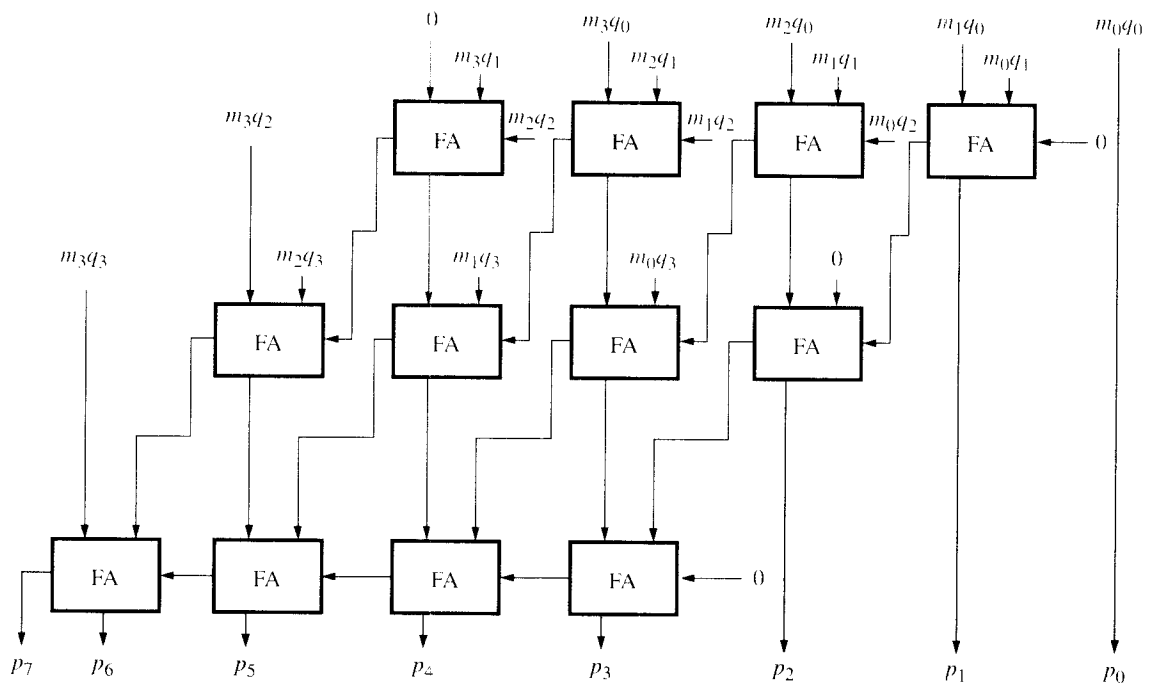 0 m₃q₀ m₂q₀ m₁q₀ m₀q₀
m₃q₁ m₂q₁ m₁q₁ m₀q₁
m₃q₂ FA m₂q₂ FA m₁q₂ FA m₀q₂ FA 0
m₃q₃ m₂q₃ m₁q₃ m₀q₃ 0
FA FA FA FA
FA FA FA FA 0
p₇ p₆ p₅ p₄ p₃ p₂ p₁ p₀